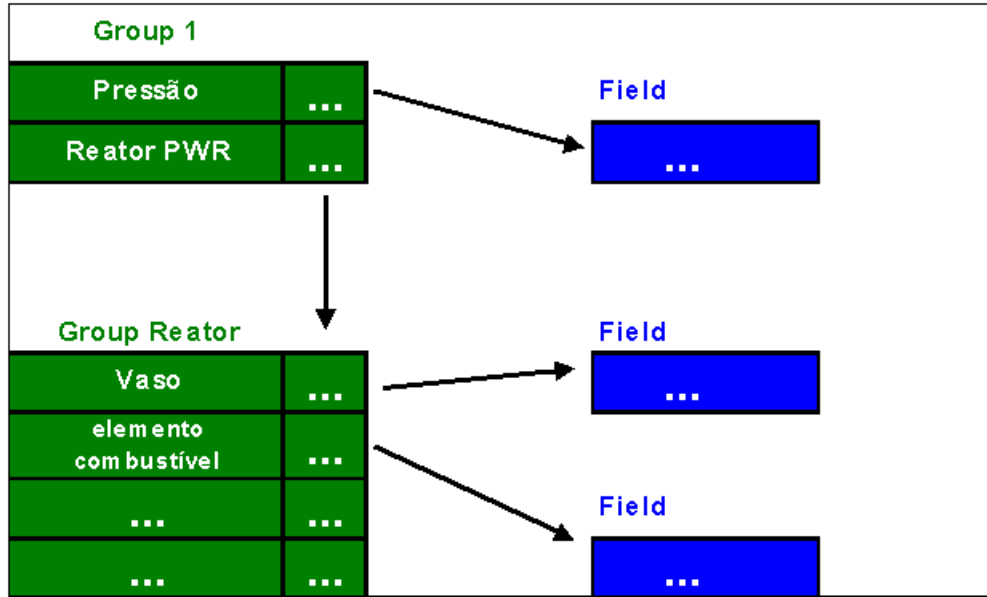 Group 1
Pressão ...
Field
Reator PWR ...
...
Group Reator
Field
Vaso ...
...
elemento
combustível ...
Field
... ...
... ...
...